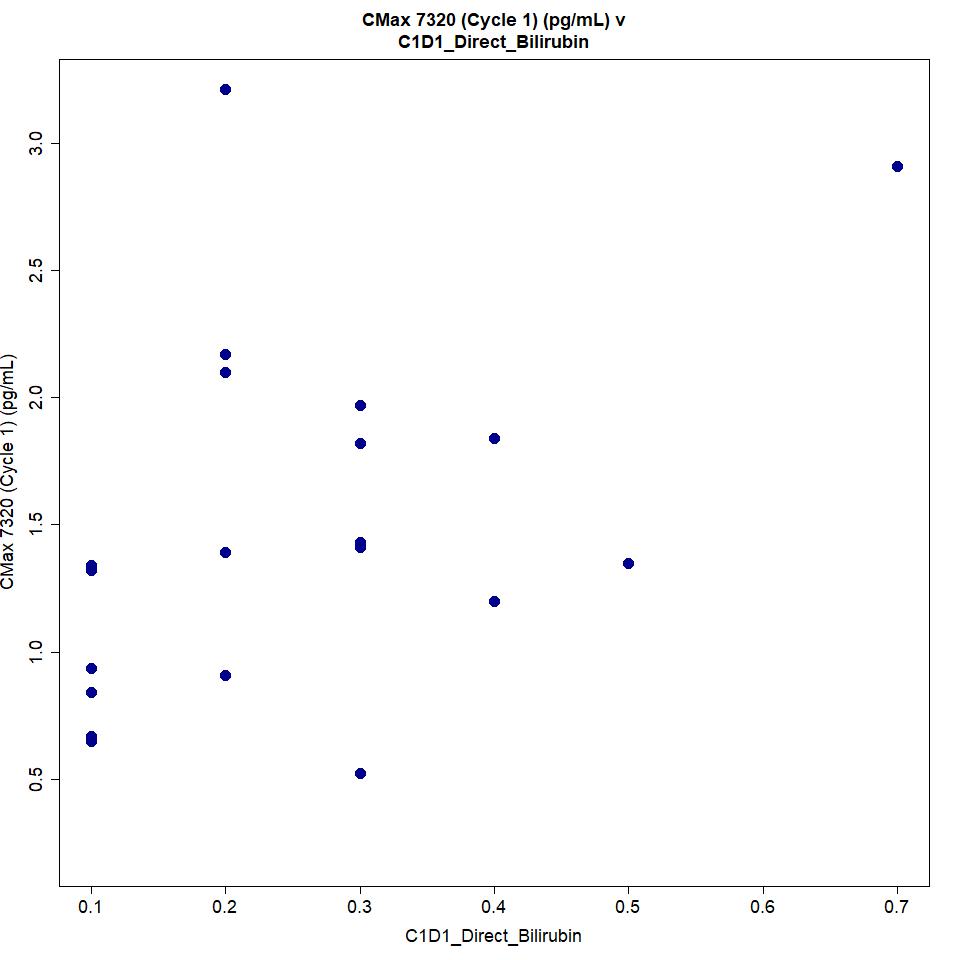 CMax 7320 (Cycle 1) (pg/mL) v
C1D1_Direct_Bilirubin
CMax 7320 (Cycle 1) (pg/mL)
3.0
2.5
2.0
1.5
1.0
0.5
0.1 0.2 0.3 0.4 0.5 0.6 0.7
C1D1_Direct_Bilirubin